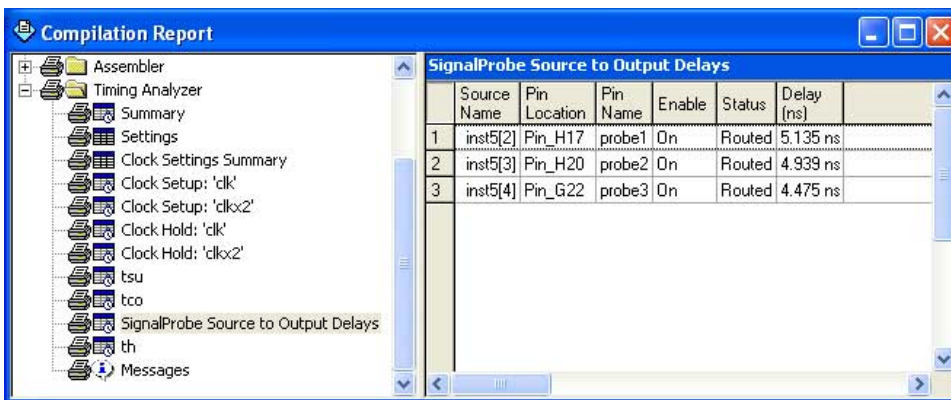 Compilation Report
Assembler
Timing Analyzer
Summary
Settings
Clock Settings Summary
Clock Setup: 'clk'
Clock Setup: 'clkx2'
Clock Hold: 'clk'
Clock Hold: 'clkx2'
tsu
tco
SignalProbe Source to Output Delays
th
Messages
SignalProbe Source to Output Delays
Source Name Pin Location Pin Name Enable Status Delay (ns)
1 inst5[2] Pin_H17 probe1 On Routed 5.135 ns
2 inst5[3] Pin_H20 probe2 On Routed 4.939 ns
3 inst5[4] Pin_G22 probe3 On Routed 4.475 ns